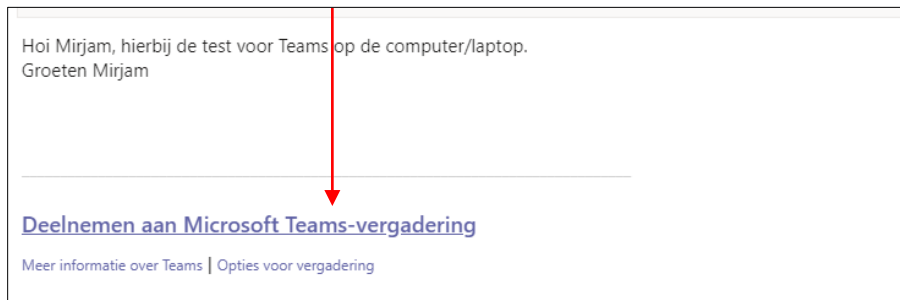 Hoi Mirjam, hierbij de test voor Teams op de computer/laptop.
Groeten Mirjam
Deelnemen aan Microsoft Teams-vergadering
Meer informatie over Teams | Opties voor vergadering